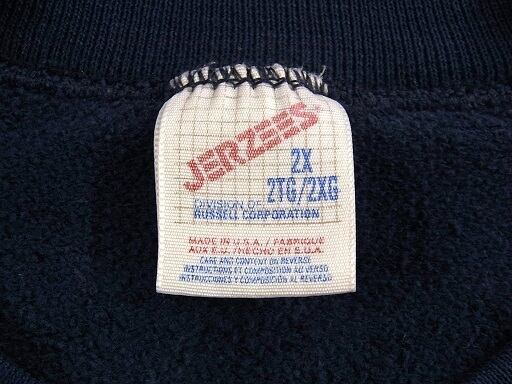 JERZEES®
2X
2TG/2XG
DIVISION OF
RUSSELL CORPORATION
MADE IN U.S.A. / FABRIQUÉ
AUX E.U. / HECHO EN E.U.A.
CARE AND CONTENT ON REVERSE
INSTRUCTIONS ET COMPOSITION AU VERSO
INSTRUCCIONES Y COMPOSICIÓN AL REVERSO